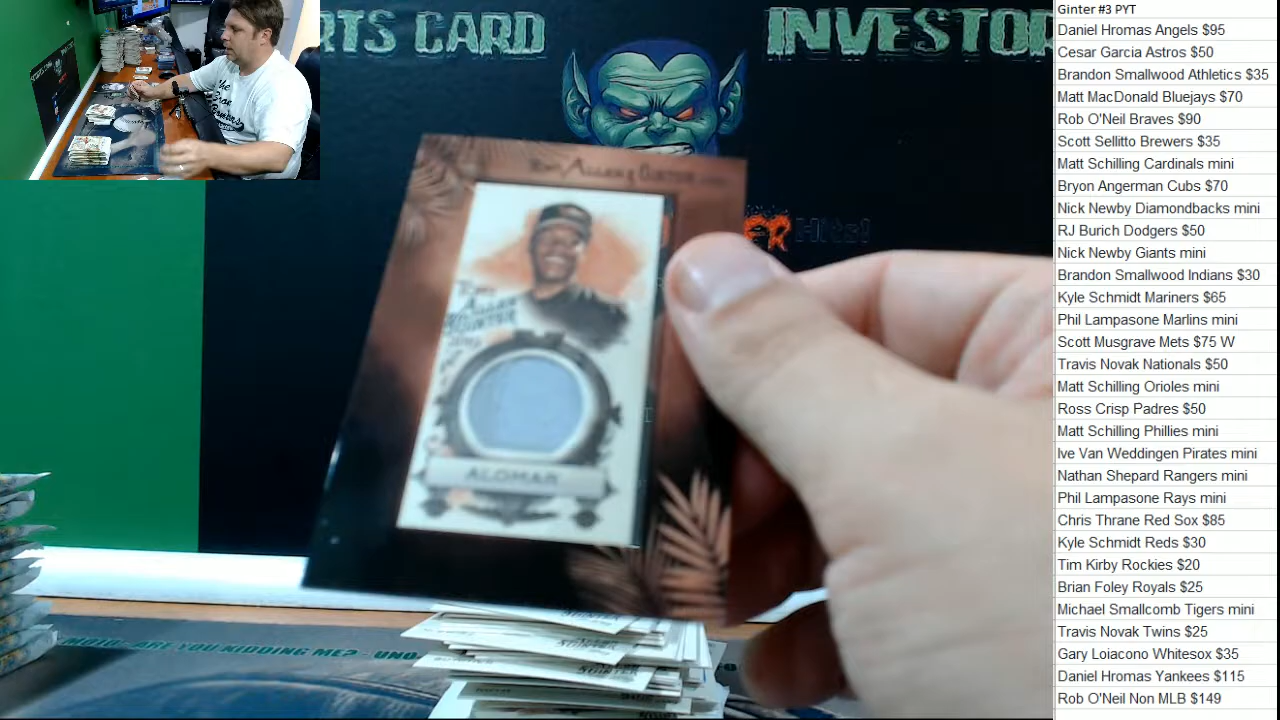 RTS CARD
INVESTOR
ALOMAR
MOTTO- ARE YOU KIDDING ME?
Ginter #3 PYT
Daniel Hromas Angels $95
Cesar Garcia Astros $50
Brandon Smallwood Athletics $35
Matt MacDonald Bluejays $70
Rob O'Neil Braves $90
Scott Sellitto Brewers $35
Matt Schilling Cardinals mini
Bryon Angerman Cubs $70
Nick Newby Diamondbacks mini
RJ Burich Dodgers $50
Nick Newby Giants mini
Brandon Smallwood Indians $30
Kyle Schmidt Mariners $65
Phil Lampasone Marlins mini
Scott Musgrave Mets $75 W
Travis Novak Nationals $50
Matt Schilling Orioles mini
Ross Crisp Padres $50
Matt Schilling Phillies mini
Ive Van Weddingen Pirates mini
Nathan Shepard Rangers mini
Phil Lampasone Rays mini
Chris Thrane Red Sox $85
Kyle Schmidt Reds $30
Tim Kirby Rockies $20
Brian Foley Royals $25
Michael Smallcomb Tigers mini
Travis Novak Twins $25
Gary Loiacono Whitesox $35
Daniel Hromas Yankees $115
Rob O'Neil Non MLB $149